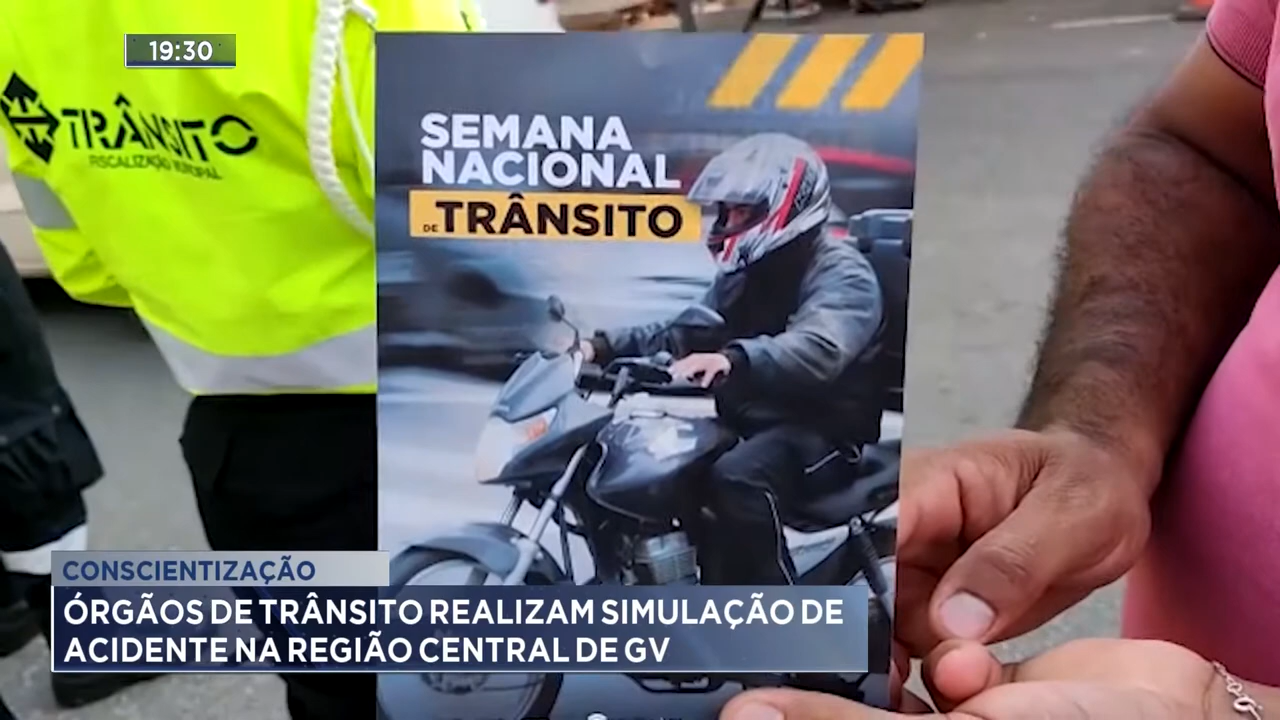 19:30
TRÂNSITO
FISCALIZAÇÃO MUNICIPAL
SEMANA
NACIONAL
DE TRÂNSITO
CONSCIENTIZAÇÃO
ÓRGÃOS DE TRÂNSITO REALIZAM SIMULAÇÃO DE
ACIDENTE NA REGIÃO CENTRAL DE GV